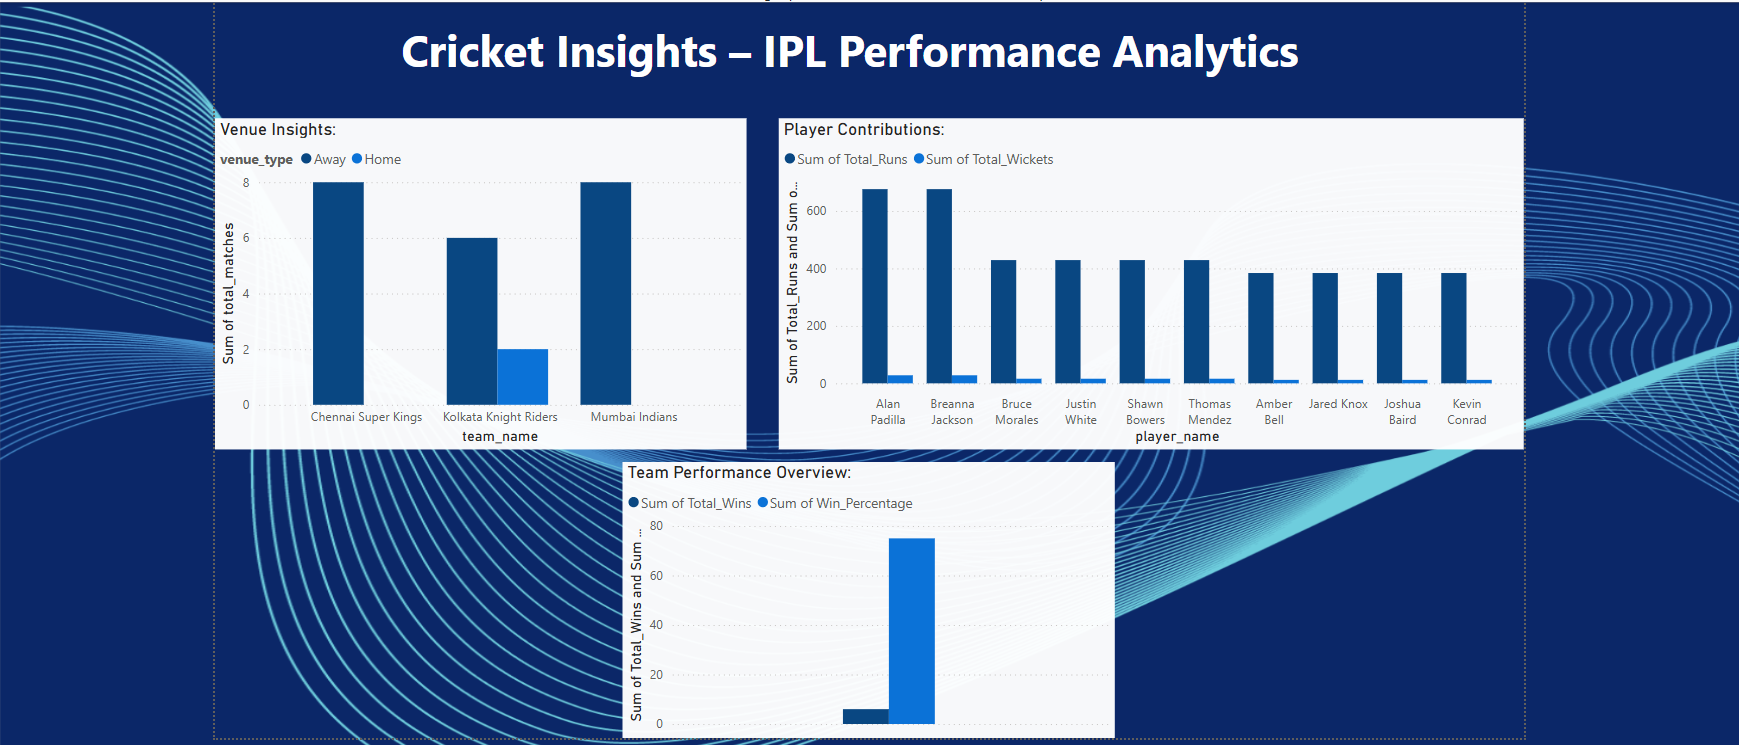 Cricket Insights – IPL Performance Analytics
Venue Insights:
venue_type Away Home
Sum of total_matches
8
6
4
2
0
Chennai Super Kings Kolkata Knight Riders Mumbai Indians
team_name
Player Contributions:
Sum of Total_Runs Sum of Total_Wickets
Sum of Total_Runs and Sum o...
600
400
200
0
Alan Padilla
Breanna Jackson
Bruce Morales
Justin White
Shawn Bowers
Thomas Mendez
Amber Bell
Jared Knox
Joshua Baird
Kevin Conrad
player_name
Team Performance Overview:
Sum of Total_Wins Sum of Win_Percentage
Sum of Total_Wins and Sum ...
80
60
40
20
0